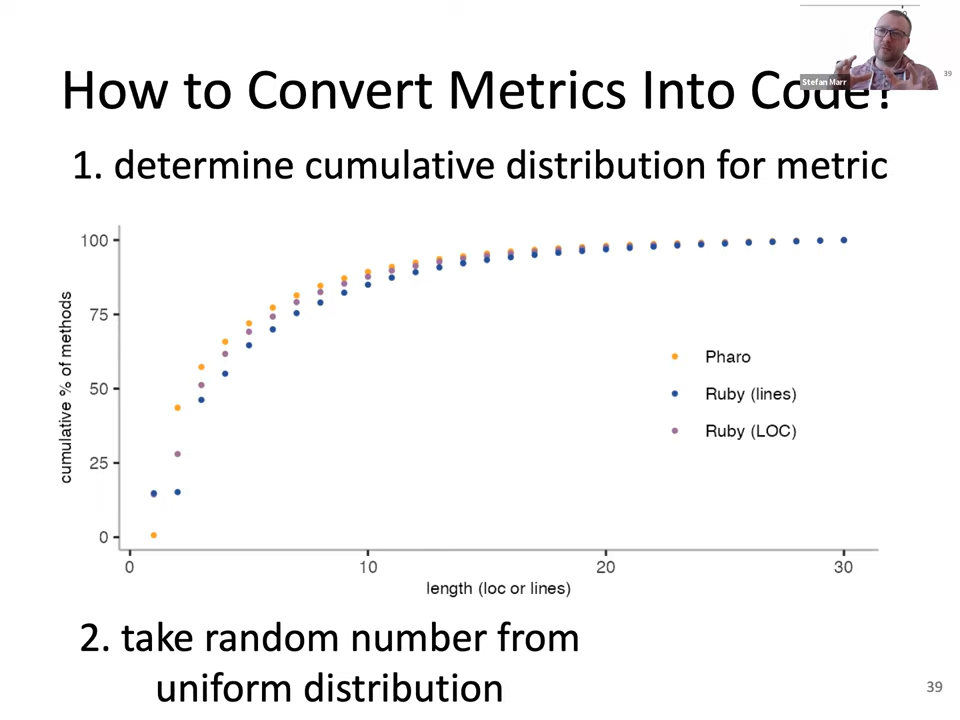 How to Convert Metrics Into Code?
Stefan Marr
39
1. determine cumulative distribution for metric
100
75
50
25
0
cumulative % of methods
Pharo
Ruby (lines)
Ruby (LOC)
0 10 20 30
length (loc or lines)
2. take random number from
uniform distribution
39